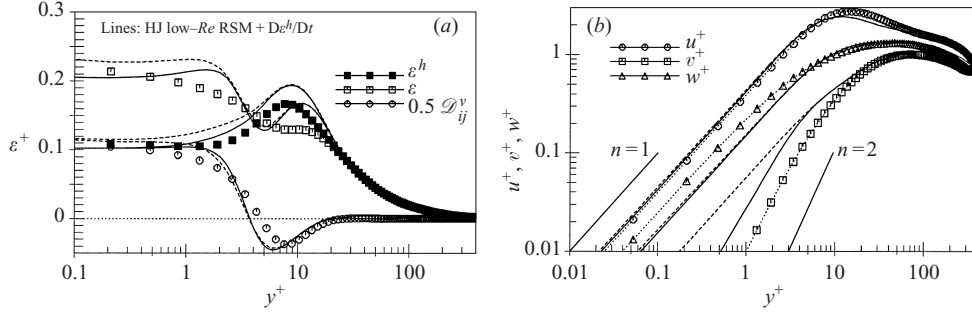 Lines: HJ low–Re RSM + Dε^h/Dt
(a)
0.3
0.2
0.1
0
ε^+
ε^h
ε
0.5 𝒟^ν_ij
0.1
1
10
100
y^+
(b)
u^+
v^+
w^+
1
0.1
0.01
u^+, v^+, w^+
n = 1
n = 2
0.01
0.1
1
10
100
y^+